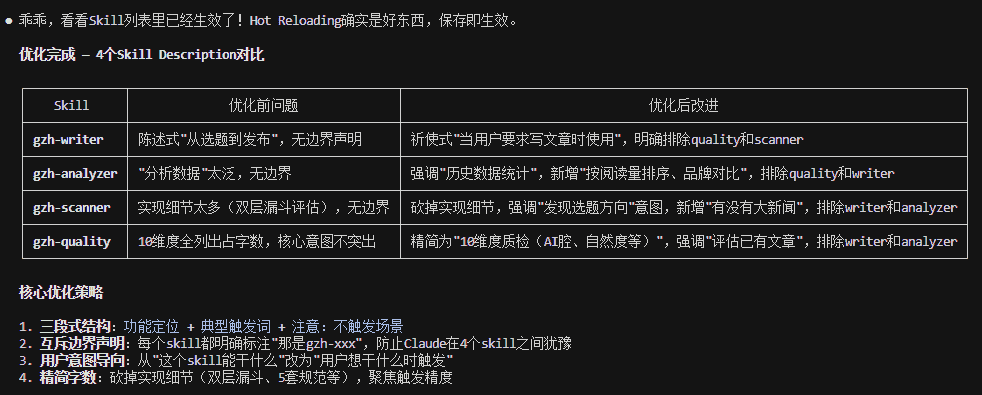 ● 乖乖，看看Skill列表里已经生效了！Hot Reloading确实是好东西，保存即生效。
优化完成 — 4个Skill Description对比
Skill 优化前问题 优化后改进
gzh-writer 陈述式"从选题到发布"，无边界声明 祈使式"当用户要求写文章时使用"，明确排除quality和scanner
gzh-analyzer "分析数据"太泛，无边界 强调"历史数据统计"，新增"按阅读量排序、品牌对比"，排除quality和writer
gzh-scanner 实现细节太多（双层漏斗评估），无边界 砍掉实现细节，强调"发现选题方向"意图，新增"有没有大新闻"，排除writer和analyzer
gzh-quality 10维度全列出占字数，核心意图不突出 精简为"10维度质检（AI腔、自然度等）"，强调"评估已有文章"，排除writer和analyzer
核心优化策略
1. 三段式结构：功能定位 + 典型触发词 + 注意：不触发场景
2. 互斥边界声明：每个skill都明确标注"那是gzh-xxx"，防止Claude在4个skill之间犹豫
3. 用户意图导向：从"这个skill能干什么"改为"用户想干什么时触发"
4. 精简字数：砍掉实现细节（双层漏斗、5套规范等），聚焦触发精度